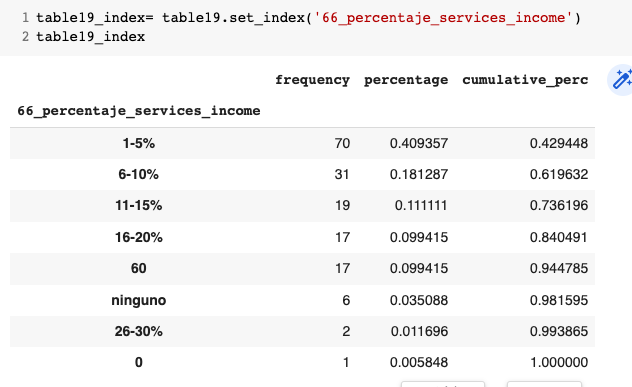 1 table19_index= table19.set_index('66_percentaje_services_income')
2 table19_index
frequency percentage cumulative_perc
66_percentaje_services_income
1-5% 70 0.409357 0.429448
6-10% 31 0.181287 0.619632
11-15% 19 0.111111 0.736196
16-20% 17 0.099415 0.840491
60 17 0.099415 0.944785
ninguno 6 0.035088 0.981595
26-30% 2 0.011696 0.993865
0 1 0.005848 1.000000